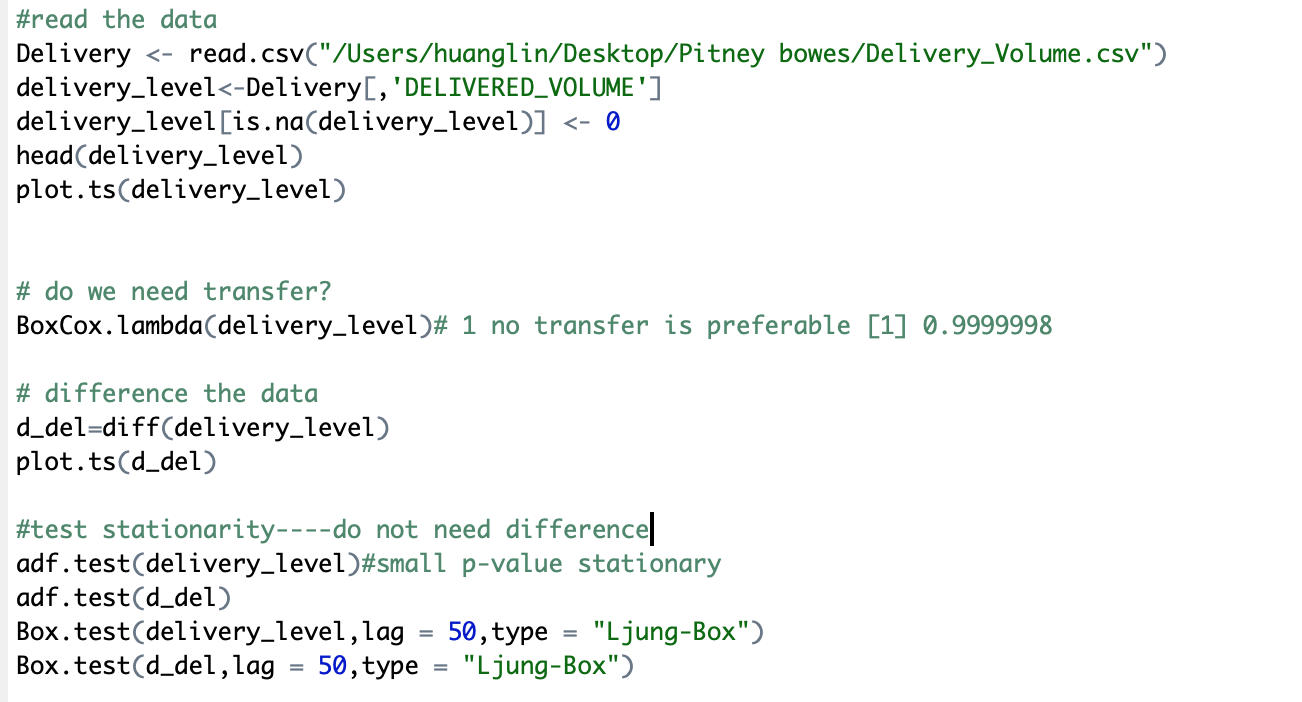 #read the data
Delivery <- read.csv("/Users/huanglin/Desktop/Pitney bowes/Delivery_Volume.csv")
delivery_level<-Delivery[,'DELIVERED_VOLUME']
delivery_level[is.na(delivery_level)] <- 0
head(delivery_level)
plot.ts(delivery_level)
# do we need transfer?
BoxCox.lambda(delivery_level)# 1 no transfer is preferable [1] 0.9999998
# difference the data
d_del=diff(delivery_level)
plot.ts(d_del)
#test stationarity----do not need difference
adf.test(delivery_level)#small p-value stationary
adf.test(d_del)
Box.test(delivery_level,lag = 50,type = "Ljung-Box")
Box.test(d_del,lag = 50,type = "Ljung-Box")